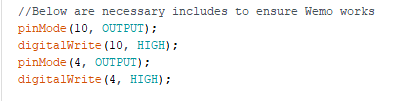 //Below are necessary includes to ensure Wemo works
pinMode(10, OUTPUT);
digitalWrite(10, HIGH);
pinMode(4, OUTPUT);
digitalWrite(4, HIGH);